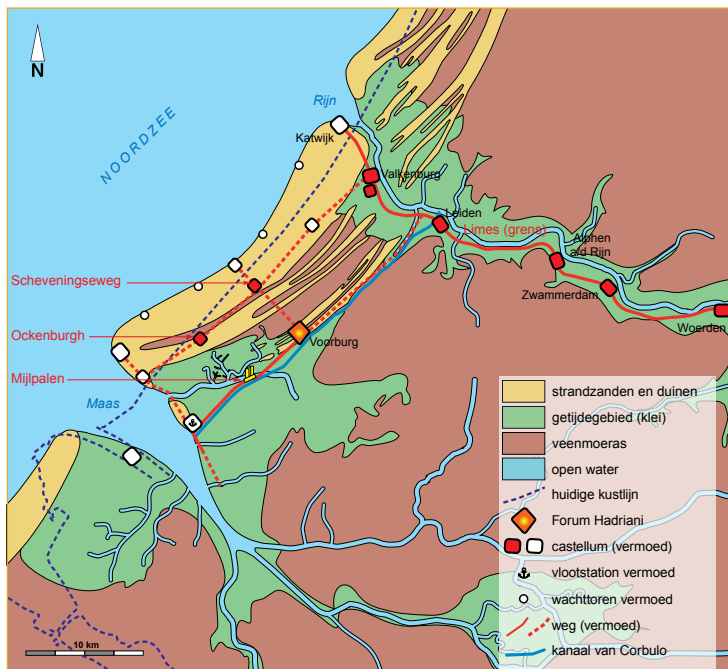 N
NOORDZEE
Rijn
Katwijk
Valkenburg
Leiden
Limes (grens)
Alphen
a/d Rijn
Zwammerdam
Woerden
Scheveningseweg
Ockenburgh
Voorburg
Mijlpalen
Maas
strandzanden en duinen
getijdegebied (klei)
veenmoeras
open water
huidige kustlijn
Forum Hadriani
castellum (vermoed)
vlootstation vermoed
wachttoren vermoed
weg (vermoed)
kanaal van Corbulo
10 km